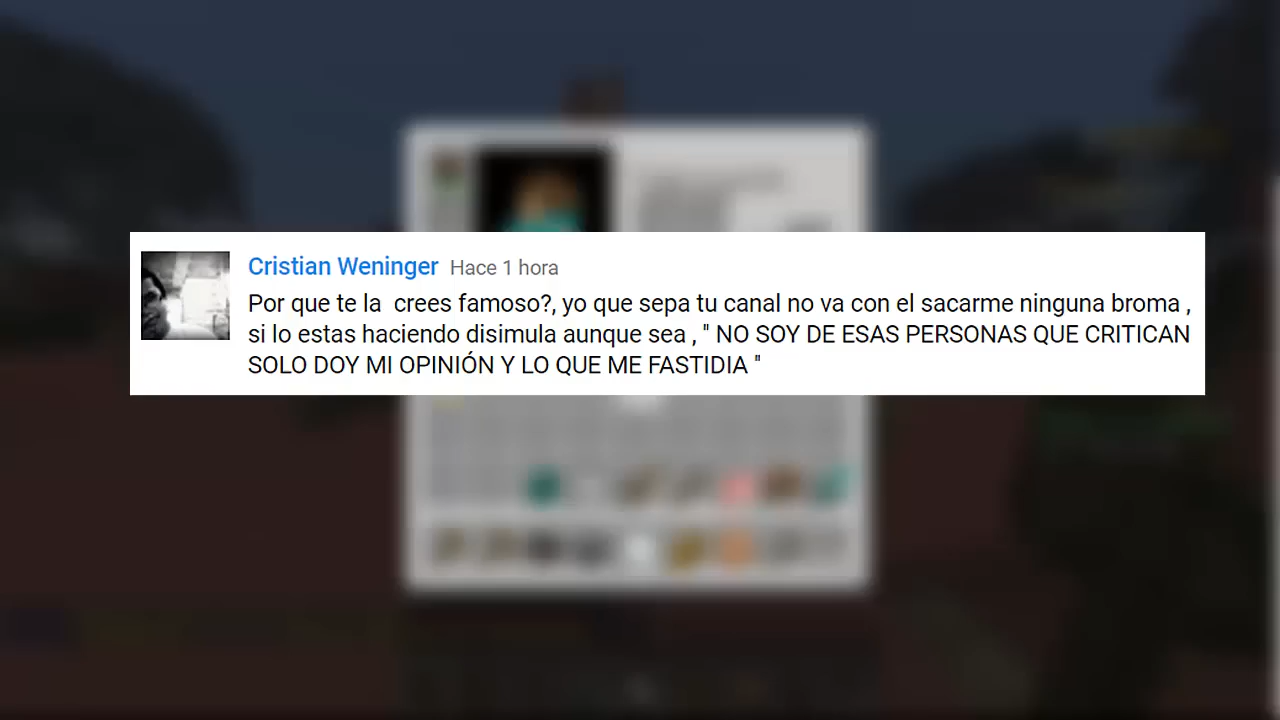 Cristian Weninger Hace 1 hora
Por que te la  crees famoso?, yo que sepa tu canal no va con el sacarme ninguna broma ,
si lo estas haciendo disimula aunque sea , " NO SOY DE ESAS PERSONAS QUE CRITICAN
SOLO DOY MI OPINIÓN Y LO QUE ME FASTIDIA "